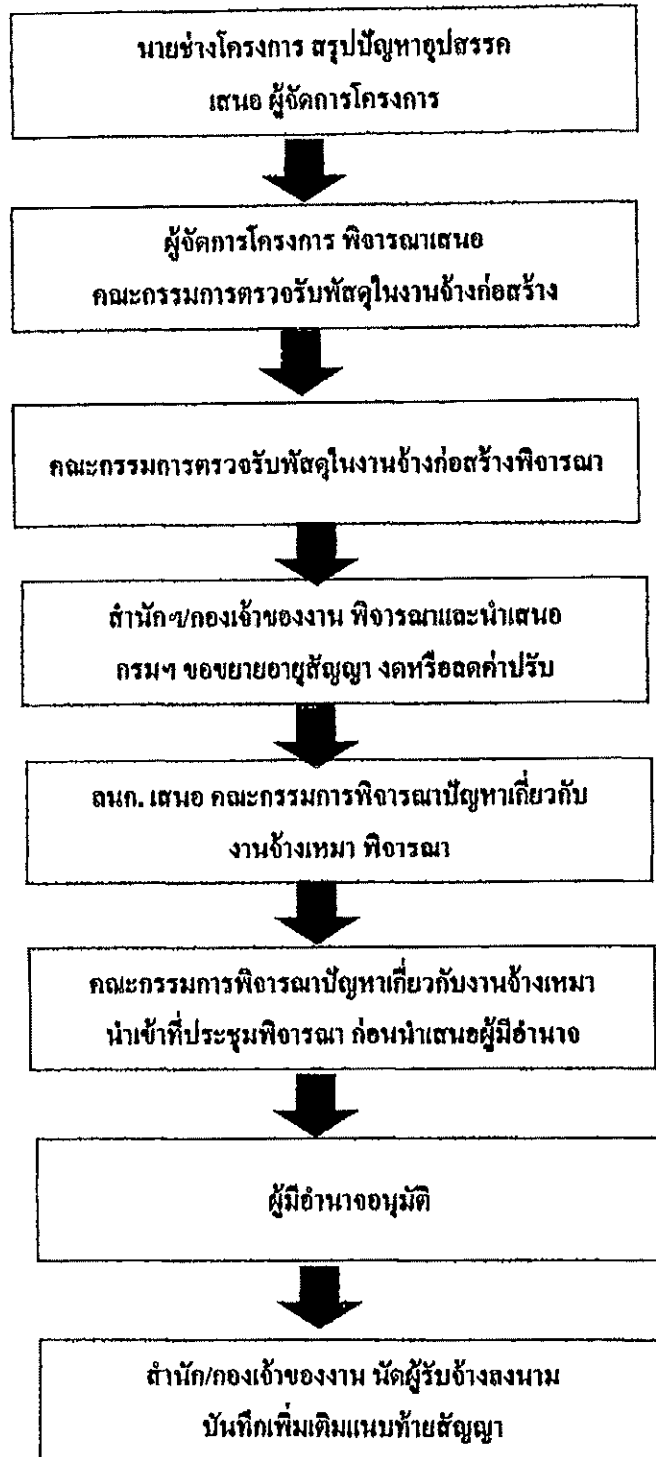 นายช่างโครงการ สรุปปัญหาอุปสรรค
เสนอ ผู้จัดการโครงการ
ผู้จัดการโครงการ พิจารณาเสนอ
คณะกรรมการตรวจรับพัสดุในงานจ้างก่อสร้าง
คณะกรรมการตรวจรับพัสดุในงานจ้างก่อสร้างพิจารณา
สำนักฯ/กองเจ้าของงาน พิจารณาและนำเสนอ
กรมฯ ขอขยายอายุสัญญา งดหรือลดค่าปรับ
ลนก. เสนอ คณะกรรมการพิจารณาปัญหาเกี่ยวกับ
งานจ้างเหมา พิจารณา
คณะกรรมการพิจารณาปัญหาเกี่ยวกับงานจ้างเหมา
นำเข้าที่ประชุมพิจารณา ก่อนนำเสนอผู้มีอำนาจ
ผู้มีอำนาจอนุมัติ
สำนัก/กองเจ้าของงาน นัดผู้รับจ้างลงนาม
บันทึกเพิ่มเติมแนบท้ายสัญญา